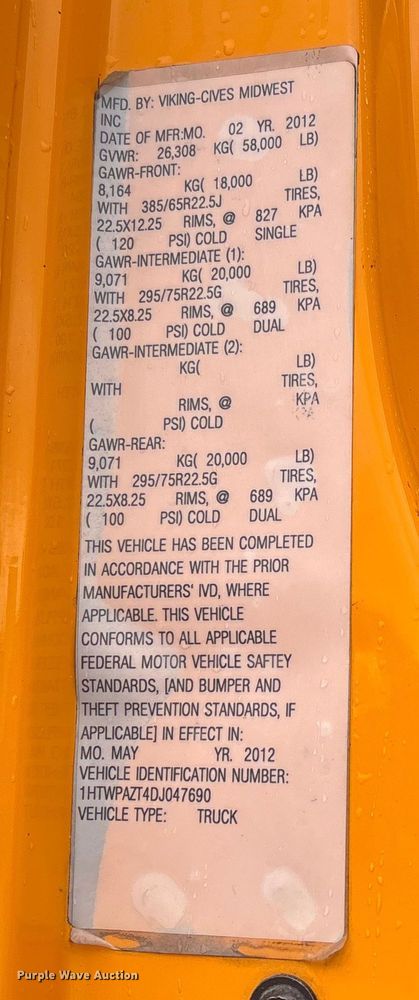 MFD. BY: VIKING-CIVES MIDWEST
INC
DATE OF MFR:MO. 02 YR. 2012
GVWR: 26,308 KG( 58,000 LB)
GAWR-FRONT:
8,164 KG( 18,000 LB)
WITH 385/65R22.5J TIRES,
22.5X12.25 RIMS, @ 827 KPA
( 120 PSI) COLD SINGLE
GAWR-INTERMEDIATE (1):
9,071 KG( 20,000 LB)
WITH 295/75R22.5G TIRES,
22.5X8.25 RIMS, @ 689 KPA
( 100 PSI) COLD DUAL
GAWR-INTERMEDIATE (2):
KG( LB)
WITH TIRES,
RIMS, @ KPA
( PSI) COLD
GAWR-REAR:
9,071 KG( 20,000 LB)
WITH 295/75R22.5G TIRES,
22.5X8.25 RIMS, @ 689 KPA
( 100 PSI) COLD DUAL
THIS VEHICLE HAS BEEN COMPLETED
IN ACCORDANCE WITH THE PRIOR
MANUFACTURERS' IVD, WHERE
APPLICABLE. THIS VEHICLE
CONFORMS TO ALL APPLICABLE
FEDERAL MOTOR VEHICLE SAFTEY
STANDARDS, [AND BUMPER AND
THEFT PREVENTION STANDARDS, IF
APPLICABLE] IN EFFECT IN:
MO. MAY YR. 2012
VEHICLE IDENTIFICATION NUMBER:
1HTWPAZT4DJ047690
VEHICLE TYPE: TRUCK
Purple Wave Auction